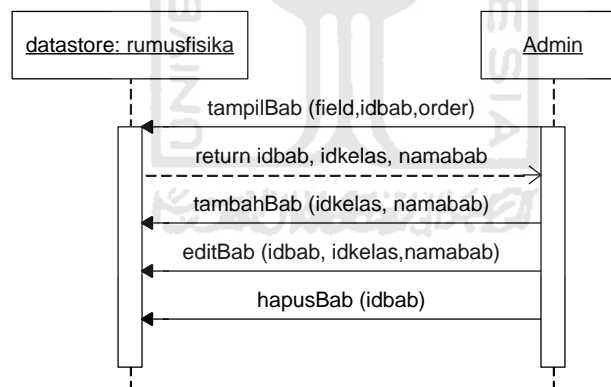 datastore: rumusfisika
Admin
tampilBab (field,idbab,order)
return idbab, idkelas, namabab
tambahBab (idkelas, namabab)
editBab (idbab, idkelas,namabab)
hapusBab (idbab)